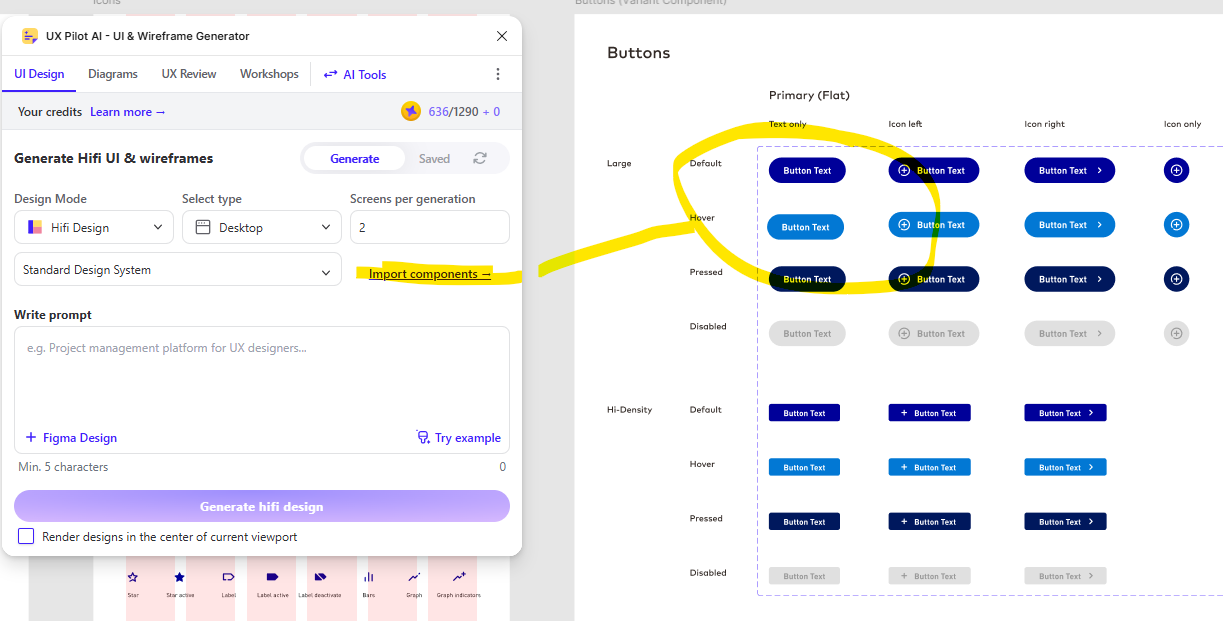 Icons
Buttons (Variant Component)
UX Pilot AI - UI & Wireframe Generator
UI Design Diagrams UX Review Workshops AI Tools
Your credits Learn more → 636/1290 + 0
Generate Hifi UI & wireframes Generate Saved
Design Mode Select type Screens per generation
Hifi Design Desktop 2
Standard Design System Import components →
Write prompt
e.g. Project management platform for UX designers...
+ Figma Design Try example
Min. 5 characters 0
Generate hifi design
Render designs in the center of current viewport
Star Star active Label Label active Label deactivate Bars Graph Graph indicators
Buttons
Primary (Flat)
Text only Icon left Icon right Icon only
Large Default Button Text Button Text Button Text
Hover Button Text Button Text Button Text
Pressed Button Text Button Text Button Text
Disabled Button Text Button Text Button Text
Hi-Density Default Button Text + Button Text Button Text
Hover Button Text + Button Text Button Text
Pressed Button Text + Button Text Button Text
Disabled Button Text + Button Text Button Text